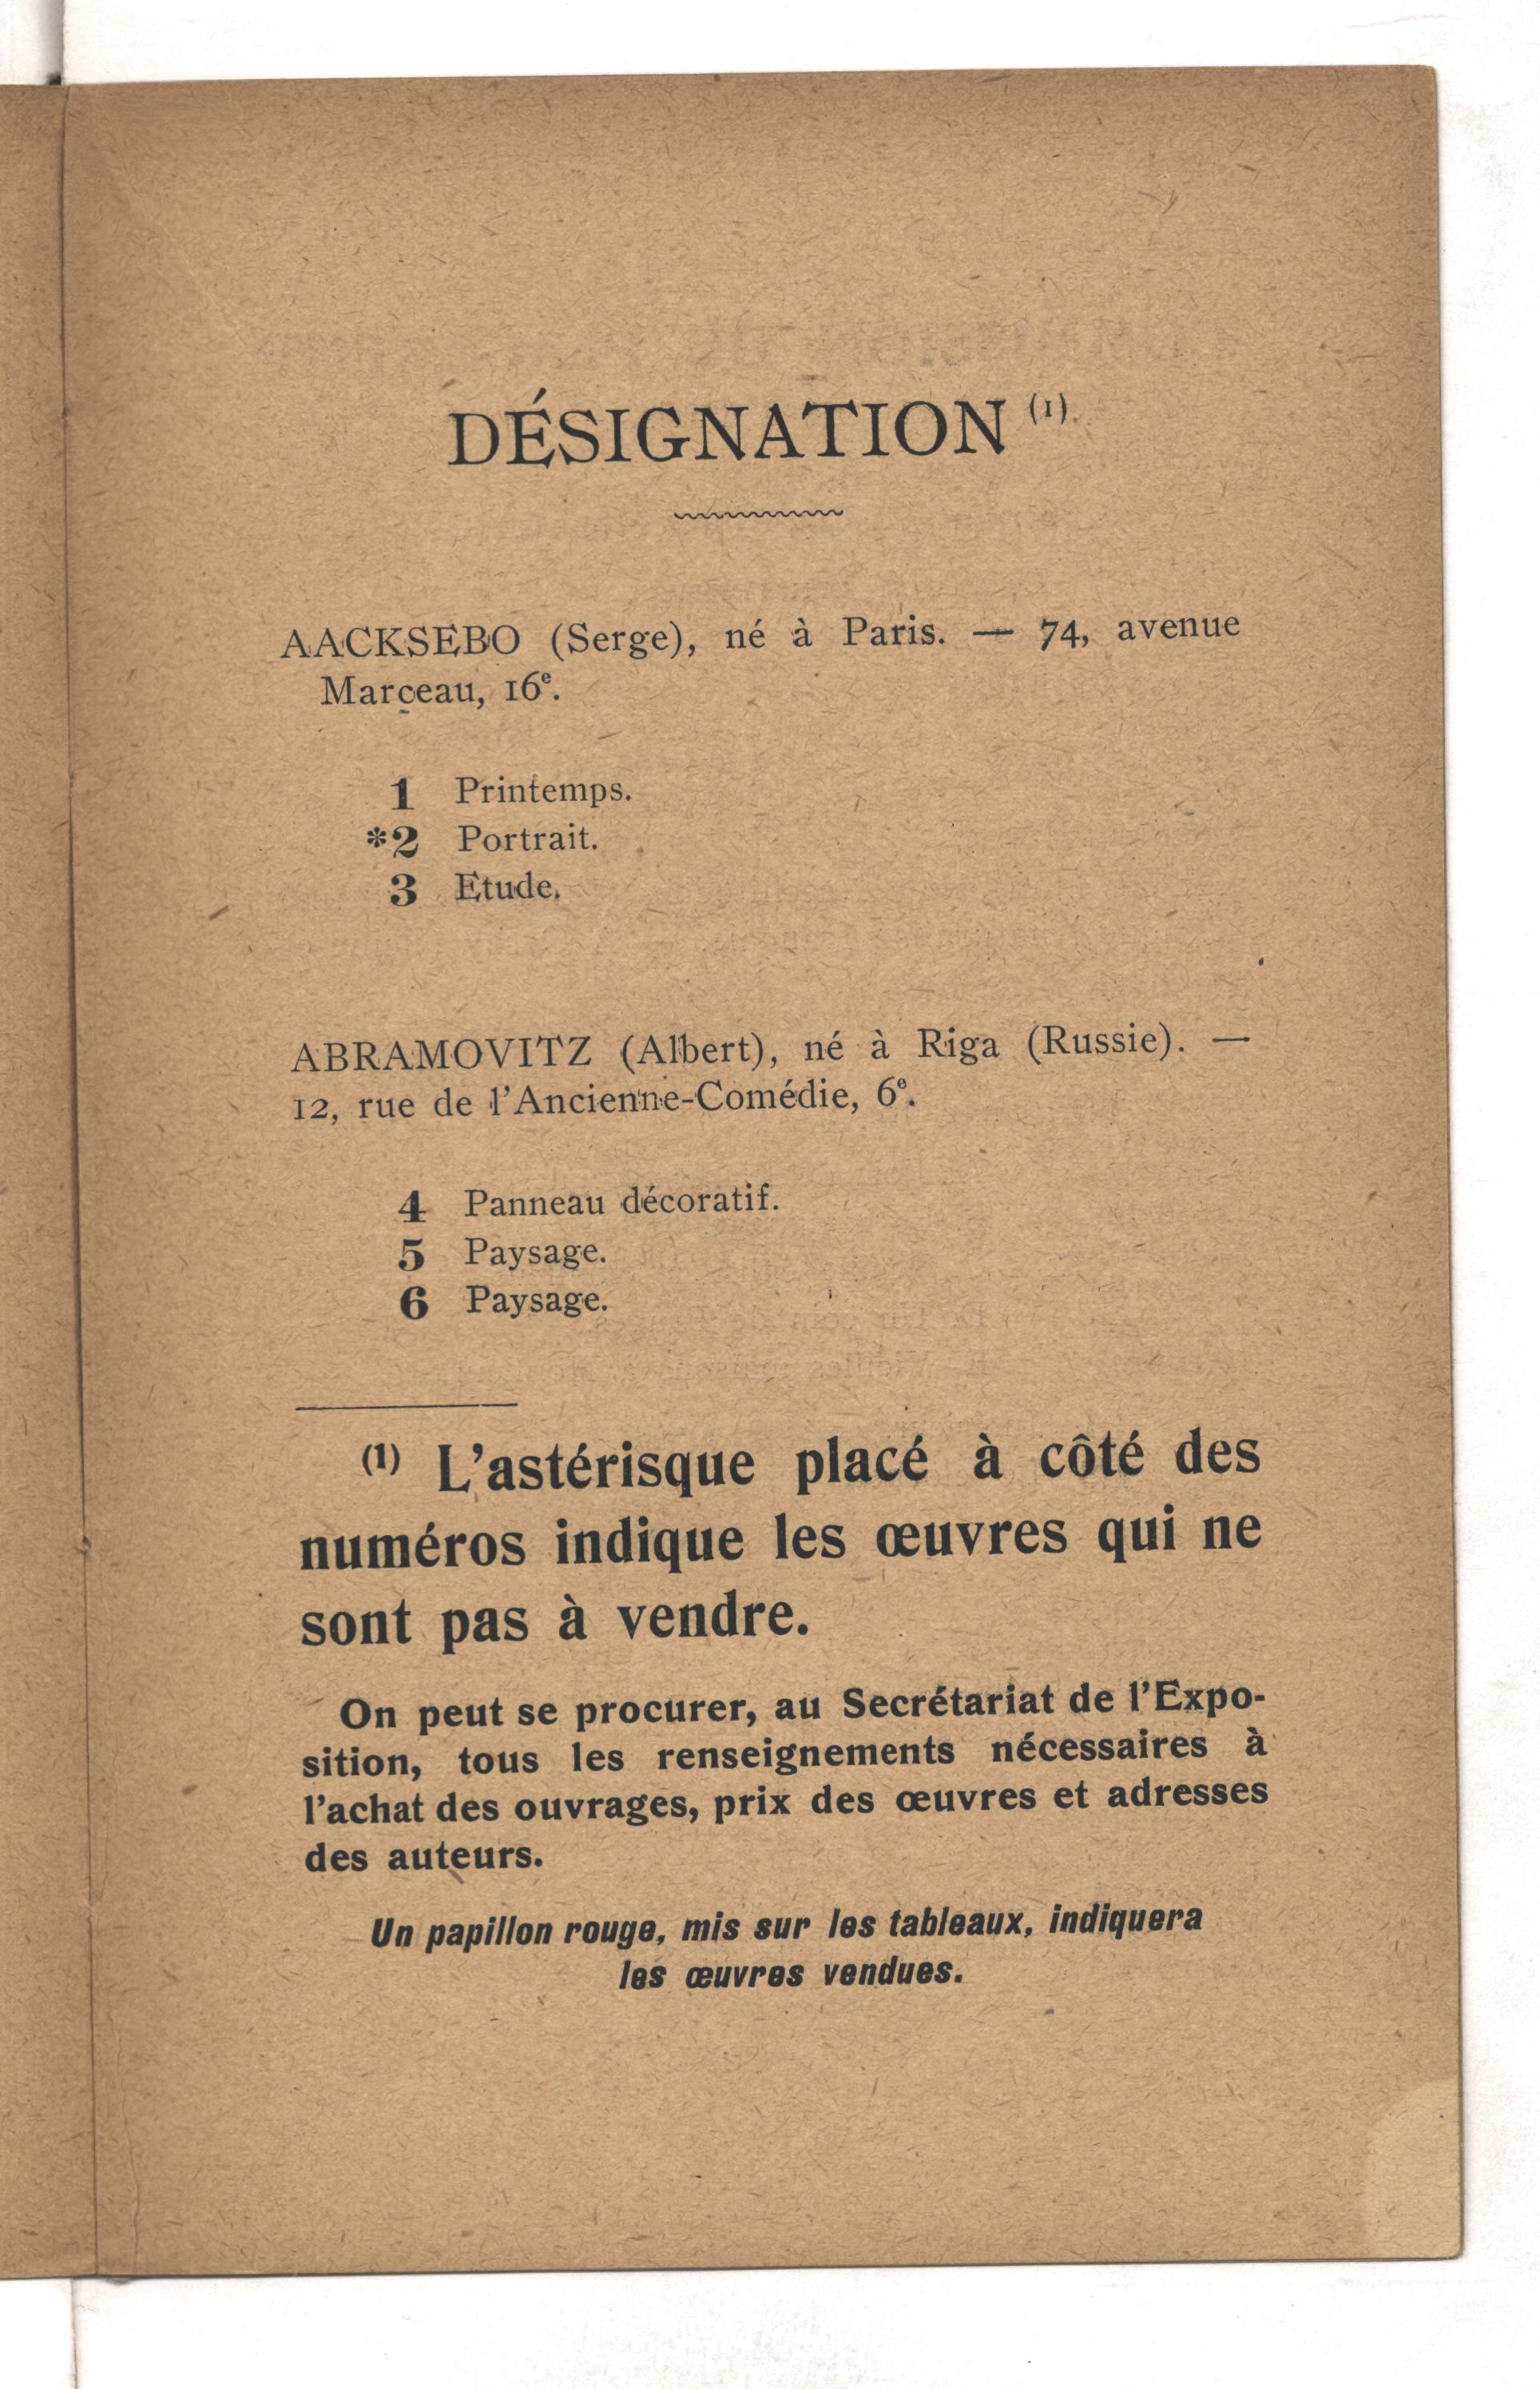 DÉSIGNATION (1)
AACKSEBO (Serge), né à Paris. — 74, avenue
Marceau, 16e.
1 Printemps.
*2 Portrait.
3 Etude.
ABRAMOVITZ (Albert), né à Riga (Russie). —
12, rue de l'Ancienne-Comédie, 6e.
4 Panneau décoratif.
5 Paysage.
6 Paysage.
(1) L'astérisque placé à côté des
numéros indique les œuvres qui ne
sont pas à vendre.
On peut se procurer, au Secrétariat de l'Expo-
sition, tous les renseignements nécessaires à
l'achat des ouvrages, prix des œuvres et adresses
des auteurs.
Un papillon rouge, mis sur les tableaux, indiquera
les œuvres vendues.